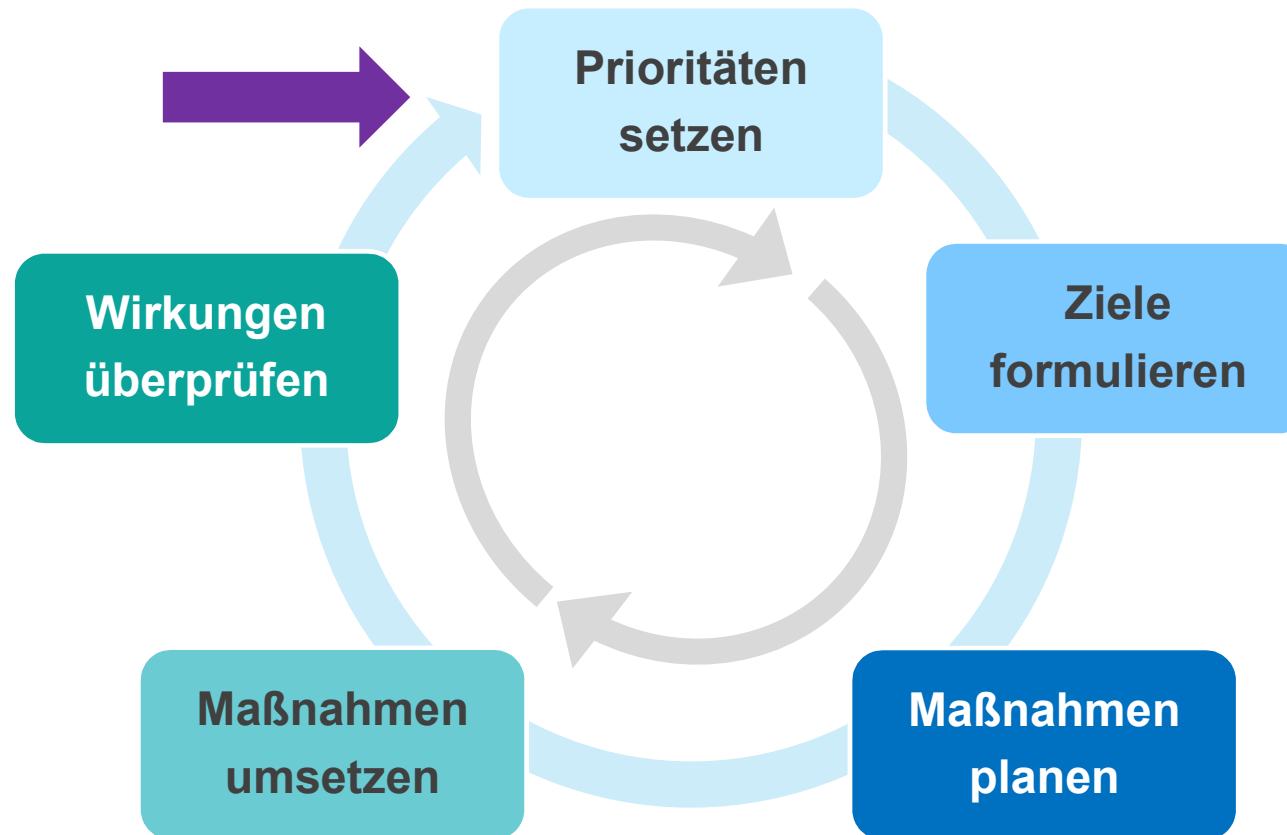 Prioritäten
setzen
Ziele
formulieren
Maßnahmen
planen
Maßnahmen
umsetzen
Wirkungen
überprüfen